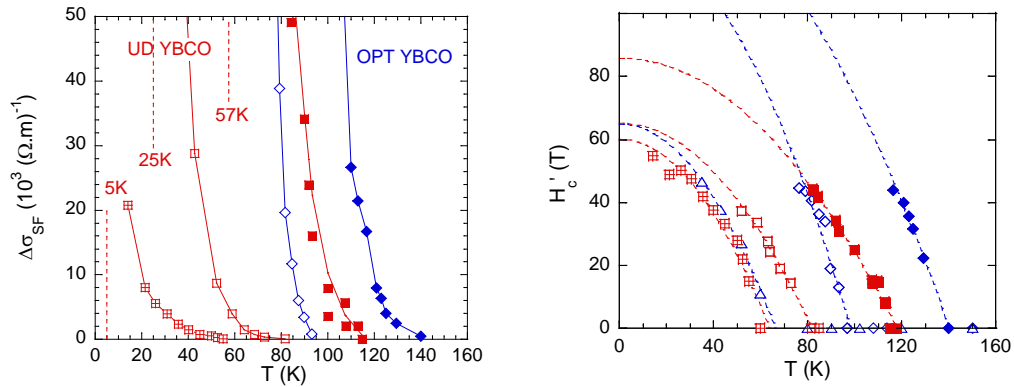 50
40
30
20
10
0
Δσ_SF (10³ (Ω.m)⁻¹
UD YBCO
OPT YBCO
57K
25K
5K
0 20 40 60 80 100 120 140 160
T (K)
80
60
40
20
0
H_c' (T)
0 40 80 120 160
T (K)